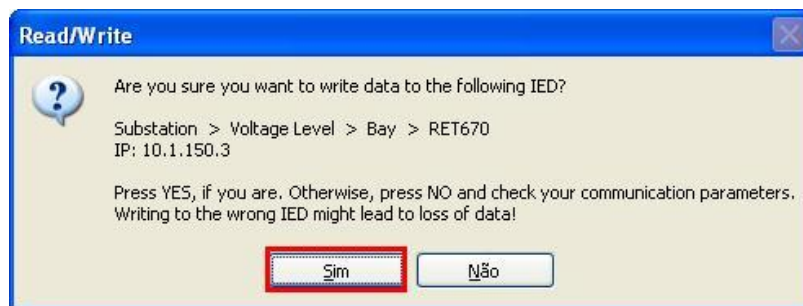 Read/Write
Are you sure you want to write data to the following IED?
Substation > Voltage Level > Bay > RET670
IP: 10.1.150.3
Press YES, if you are. Otherwise, press NO and check your communication parameters.
Writing to the wrong IED might lead to loss of data!
Sim Não